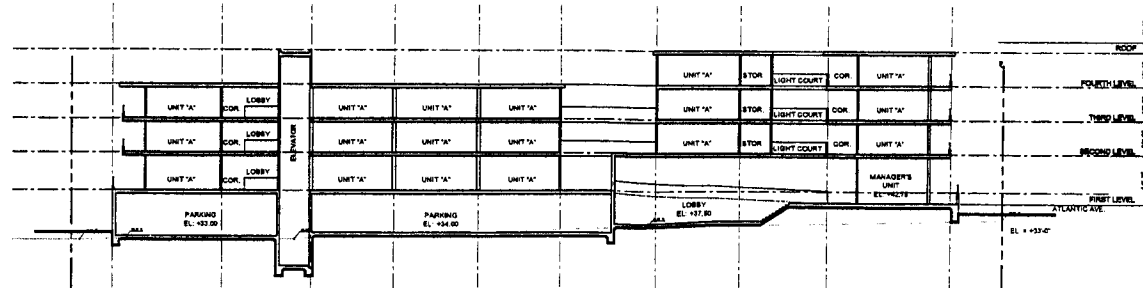 ROOF
UNIT "A" STOR. LIGHT COURT COR. UNIT "A"
FOURTH LEVEL
UNIT "A" COR. LOBBY UNIT "A" UNIT "A" UNIT "A" UNIT "A" STOR. LIGHT COURT COR. UNIT "A"
THIRD LEVEL
ELEVATOR
UNIT "A" COR. LOBBY UNIT "A" UNIT "A" UNIT "A" UNIT "A" STOR LIGHT COURT COR. UNIT "A"
SECOND LEVEL
UNIT "A" COR. LOBBY UNIT "A" UNIT "A" UNIT "A" MANAGER'S
UNIT
FIRST LEVEL
ATLANTIC AVE.
PARKING
EL: +33.00
PARKING
EL: +34.00
LOBBY
EL: +37.50